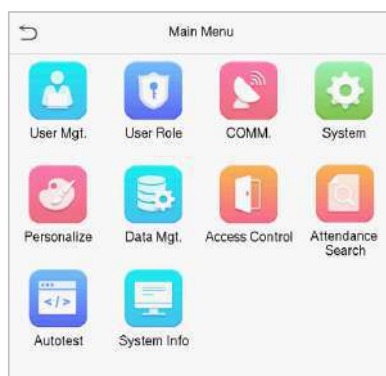 Main Menu
User Mgt.
User Role
COMM.
System
Personalize
Data Mgt.
Access Control
Attendance
Search
</>
Autotest
System Info